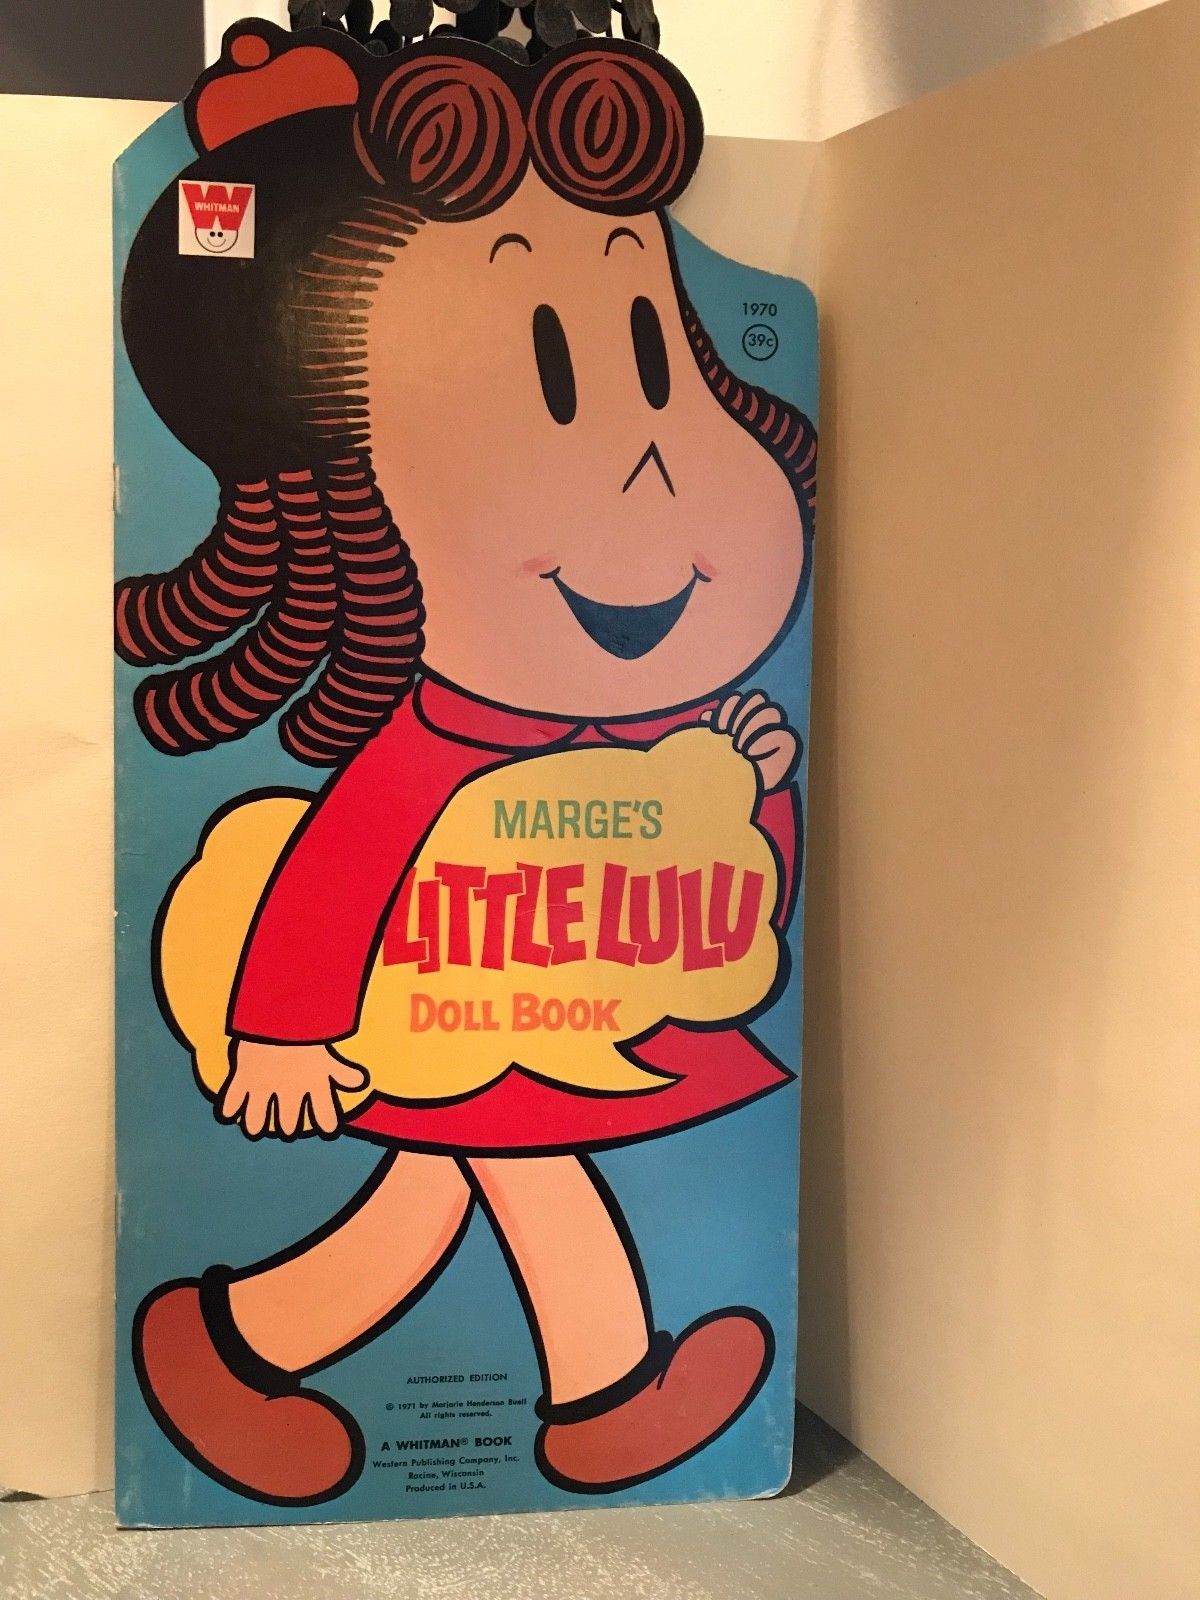 WHITMAN
1970
39c
MARGE'S
LITTLE LULU
DOLL BOOK
AUTHORIZED EDITION
© 1971 by Marjorie Henderson Buell
All rights reserved.
A WHITMAN® BOOK
Western Publishing Company, Inc.
Racine, Wisconsin
Produced in U.S.A.